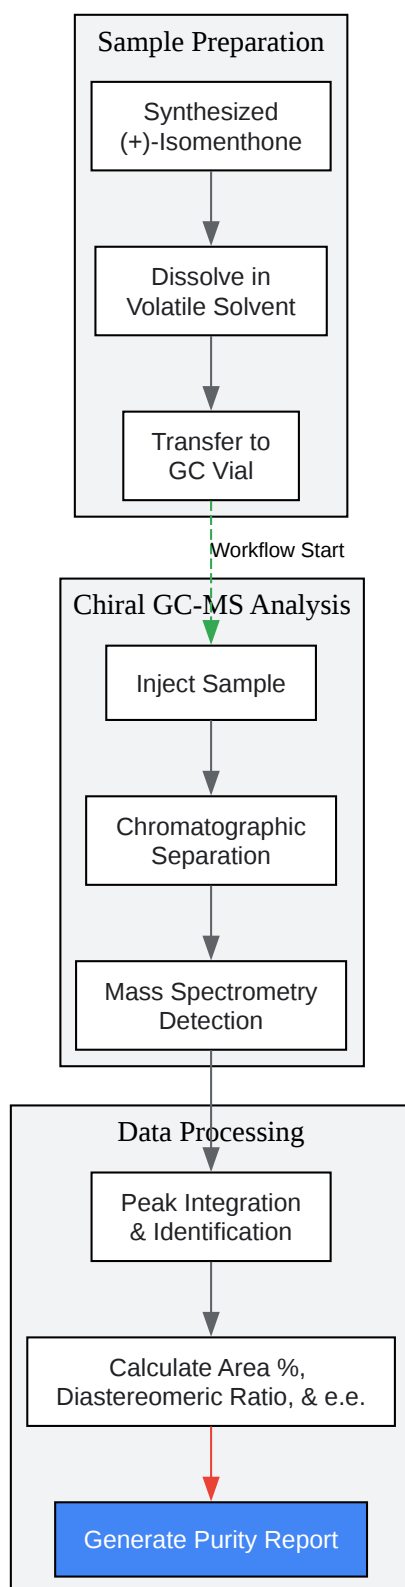 Sample Preparation
Synthesized
(+)-Isomenthone
Dissolve in
Volatile Solvent
Transfer to
GC Vial
Workflow Start
Chiral GC-MS Analysis
Inject Sample
Chromatographic
Separation
Mass Spectrometry
Detection
Data Processing
Peak Integration
& Identification
Calculate Area %,
Diastereomeric Ratio, & e.e.
Generate Purity Report